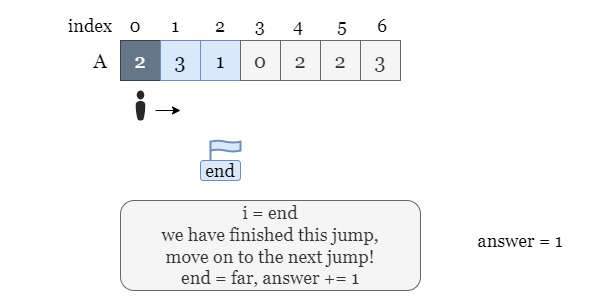 index 0 1 2 3 4 5 6
A 2 3 1 0 2 2 3
end
i = end
we have finished this jump,
move on to the next jump!
end = far, answer += 1
answer = 1